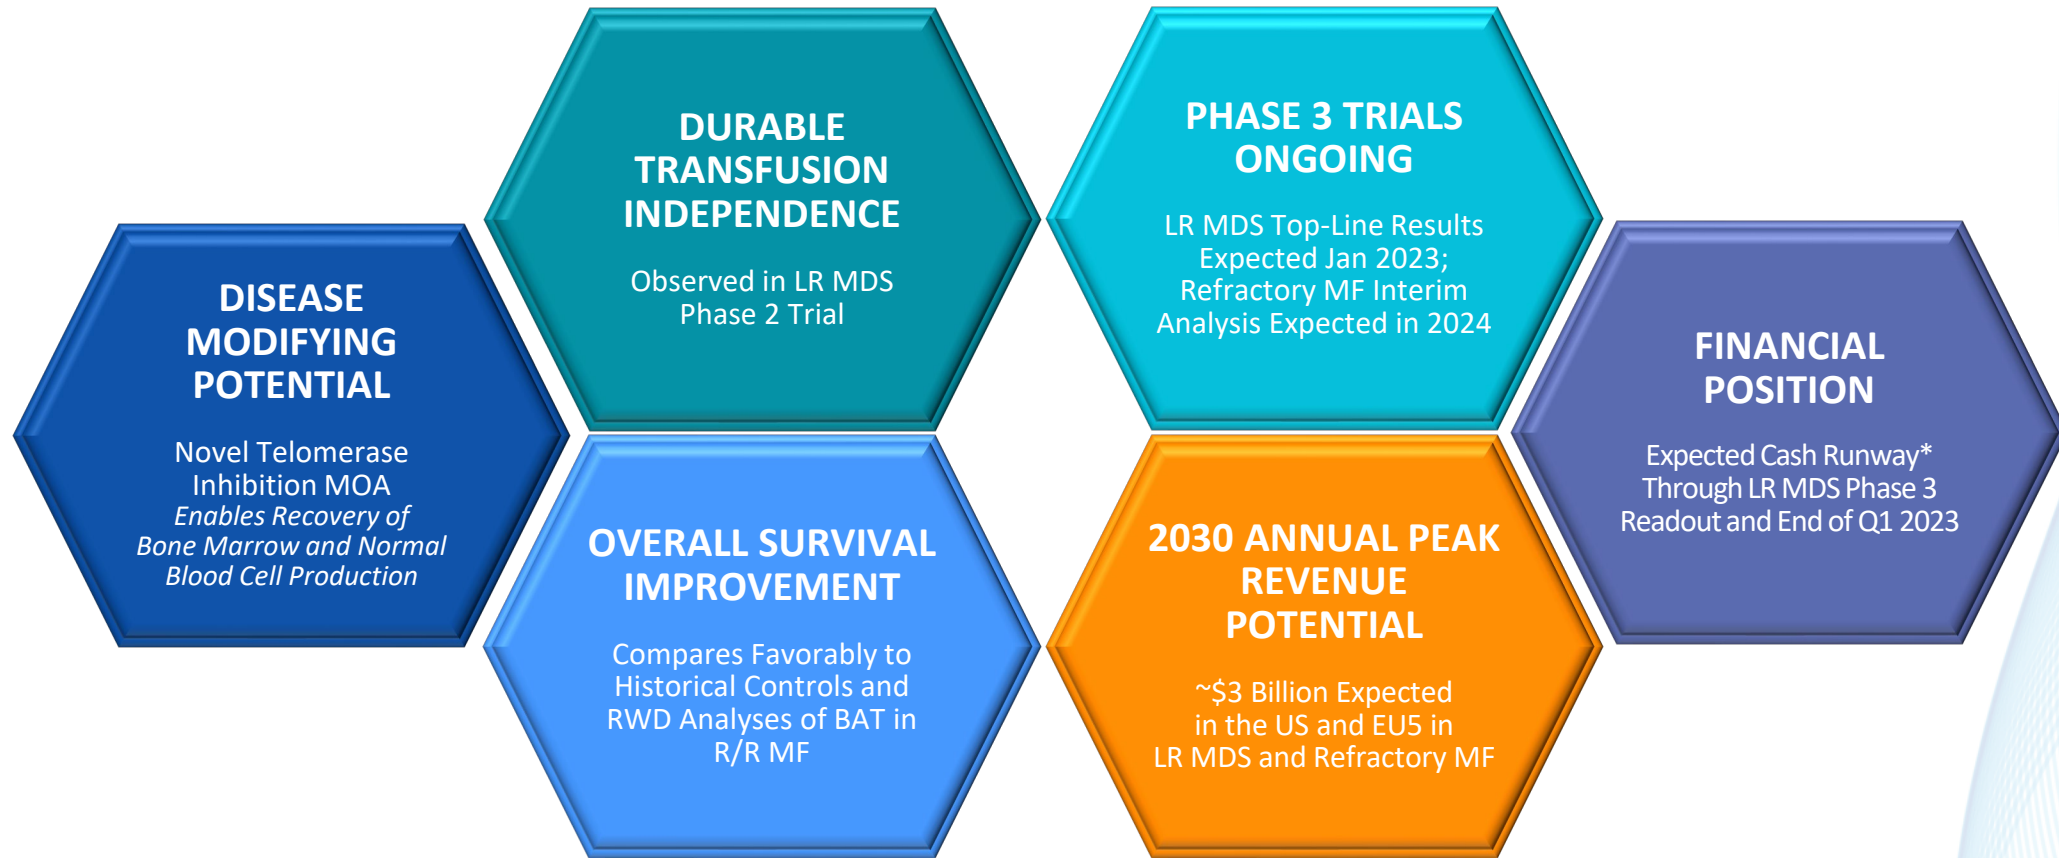 DISEASE
MODIFYING
POTENTIAL
Novel Telomerase
Inhibition MOA
Enables Recovery of
Bone Marrow and Normal
Blood Cell Production
DURABLE
TRANSFUSION
INDEPENDENCE
Observed in LR MDS
Phase 2 Trial
OVERALL SURVIVAL
IMPROVEMENT
Compares Favorably to
Historical Controls and
RWD Analyses of BAT in
R/R MF
PHASE 3 TRIALS
ONGOING
LR MDS Top-Line Results
Expected Jan 2023;
Refractory MF Interim
Analysis Expected in 2024
2030 ANNUAL PEAK
REVENUE
POTENTIAL
~$3 Billion Expected
in the US and EU5 in
LR MDS and Refractory MF
FINANCIAL
POSITION
Expected Cash Runway*
Through LR MDS Phase 3
Readout and End of Q1 2023